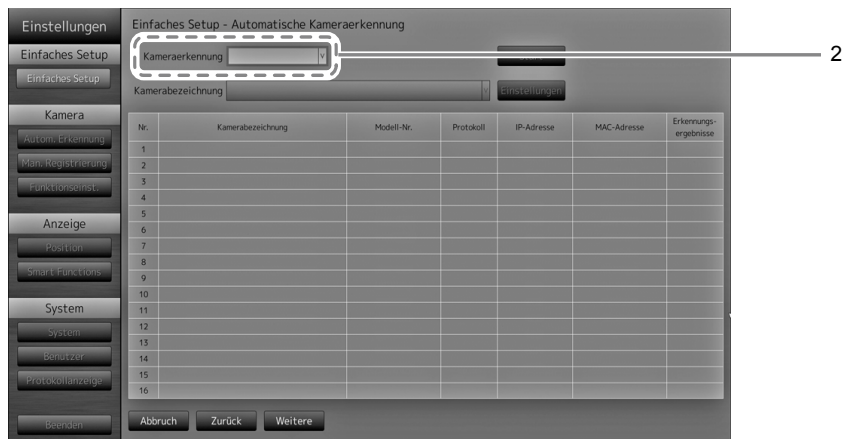 Einstellungen
Einfaches Setup
Einfaches Setup
Kamera
Autom. Erkennung
Man. Registrierung
Funktionseinst.
Anzeige
Position
Smart Functions
System
System
Benutzer
Protokollanzeige
Beenden
Einfaches Setup - Automatische Kameraerkennung
Kameraerkennung
2
Kamerabezeichnung Einstellungen
Nr. Kamerabezeichnung Modell-Nr. Protokoll IP-Adresse MAC-Adresse Erkennungs-
ergebnisse
1
2
3
4
5
6
7
8
9
10
11
12
13
14
15
16
Abbruch Zurück Weitere